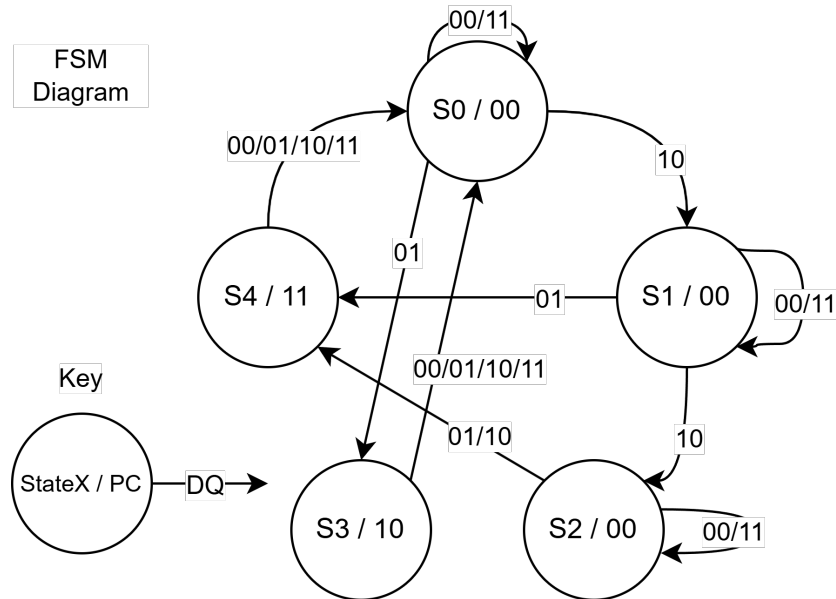 00/11
FSM
Diagram
S0 / 00
00/01/10/11
10
01
S4 / 11
01
S1 / 00
00/11
Key
00/01/10/11
01/10
10
StateX / PC
DQ
S3 / 10
S2 / 00
00/11